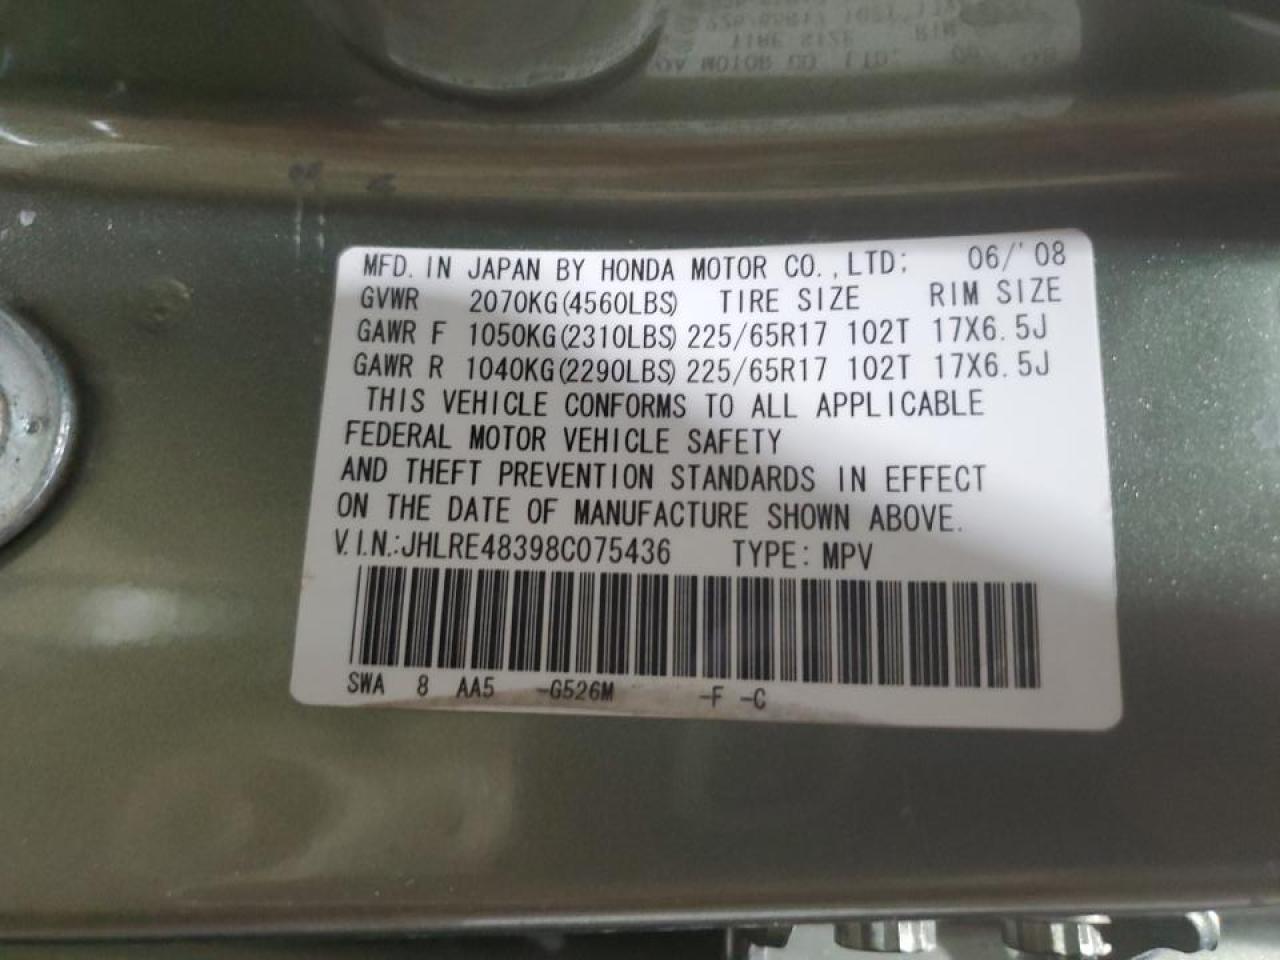 MFD. IN JAPAN BY HONDA MOTOR CO., LTD: 06/'08
GVWR 2070KG(4560LBS) TIRE SIZE RIM SIZE
GAWR F 1050KG(2310LBS) 225/65R17 102T 17X6.5J
GAWR R 1040KG(2290LBS) 225/65R17 102T 17X6.5J
THIS VEHICLE CONFORMS TO ALL APPLICABLE
FEDERAL MOTOR VEHICLE SAFETY
AND THEFT PREVENTION STANDARDS IN EFFECT
ON THE DATE OF MANUFACTURE SHOWN ABOVE.
V.I.N.:JHLRE48398C075436 TYPE: MPV
SWA 8 AA5 -G526M -F -C